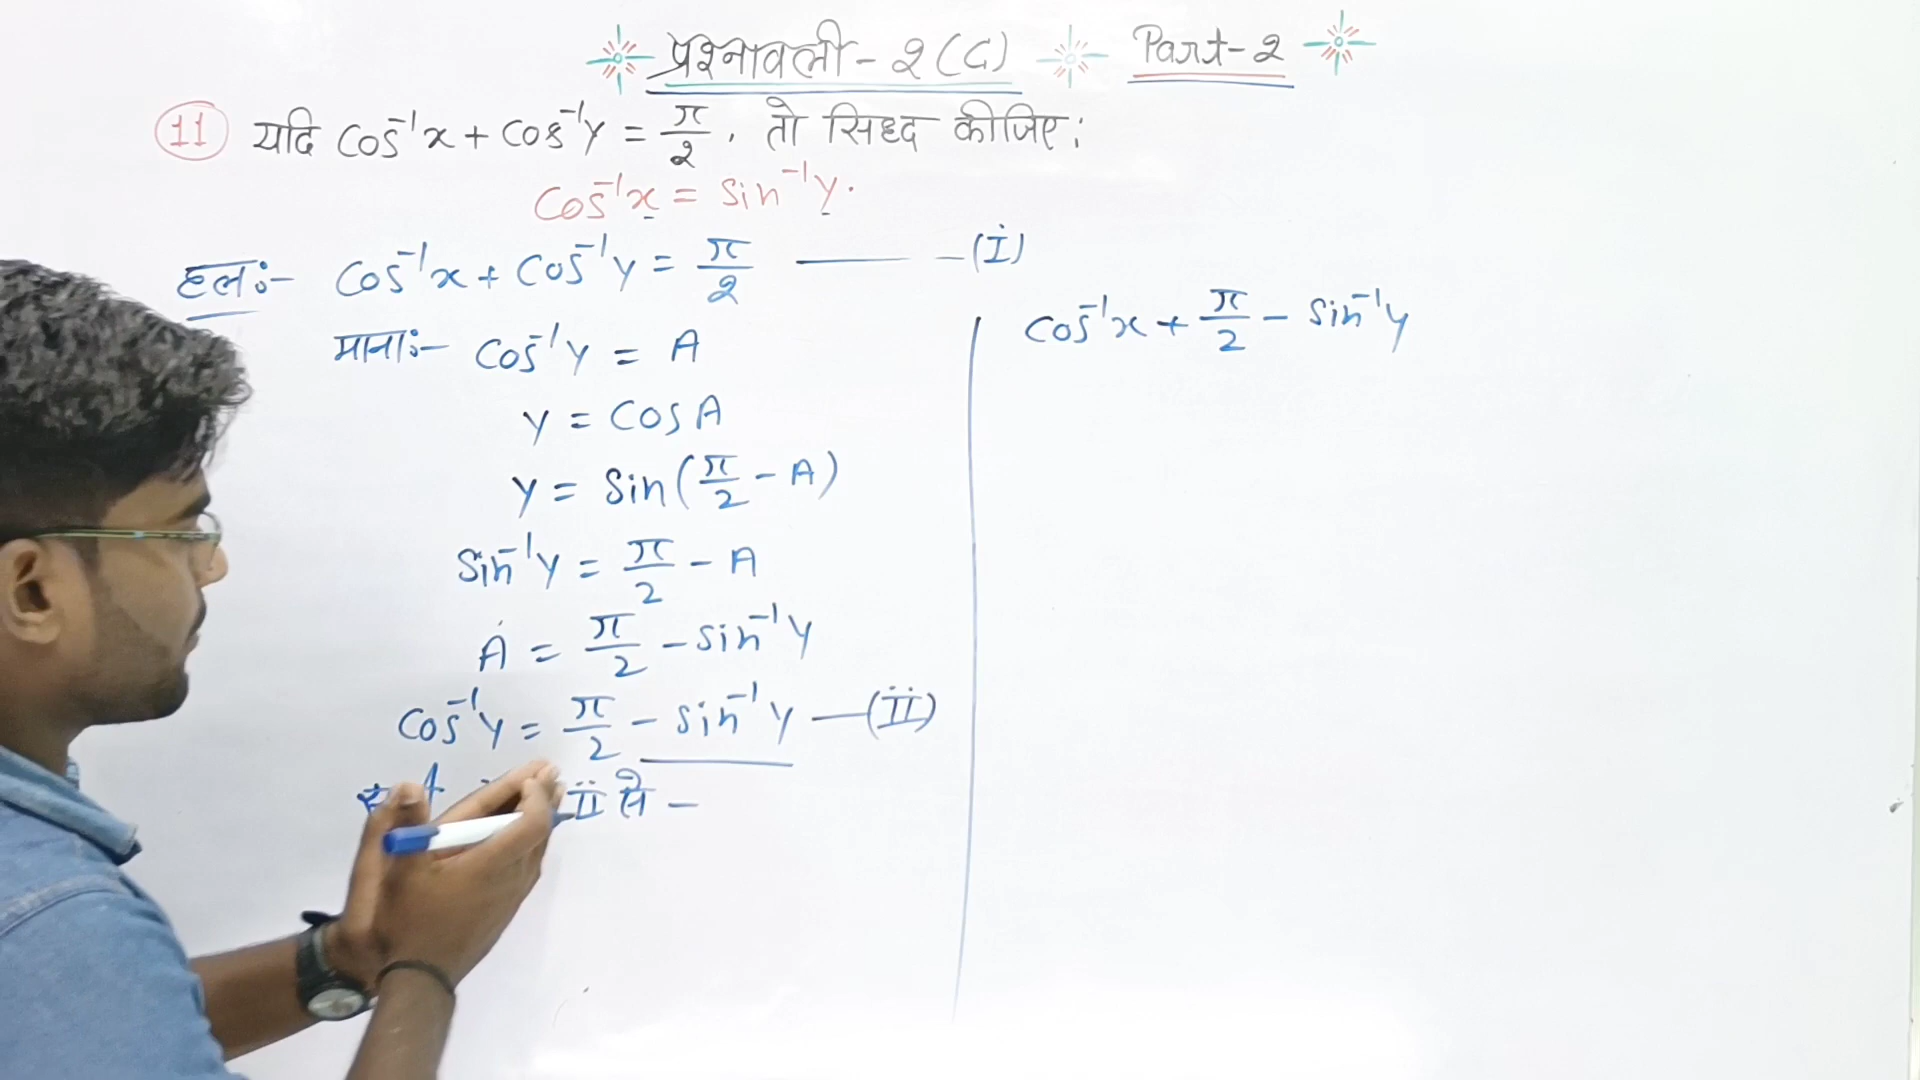 प्रश्नावली - 2 (C) Part-2
11 यदि Cos⁻¹x + Cos⁻¹y = π/2, तो सिध्द कीजिए:
Cos⁻¹x = Sin⁻¹y.
हलः- Cos⁻¹x + Cos⁻¹y = π/2 —— (I)
मानाः- Cos⁻¹y = A
y = Cos A
y = Sin(π/2 - A)
Sin⁻¹y = π/2 - A
A = π/2 - Sin⁻¹y
Cos⁻¹y = π/2 - Sin⁻¹y — (II)
II से -
Cos⁻¹x + π/2 - Sin⁻¹y